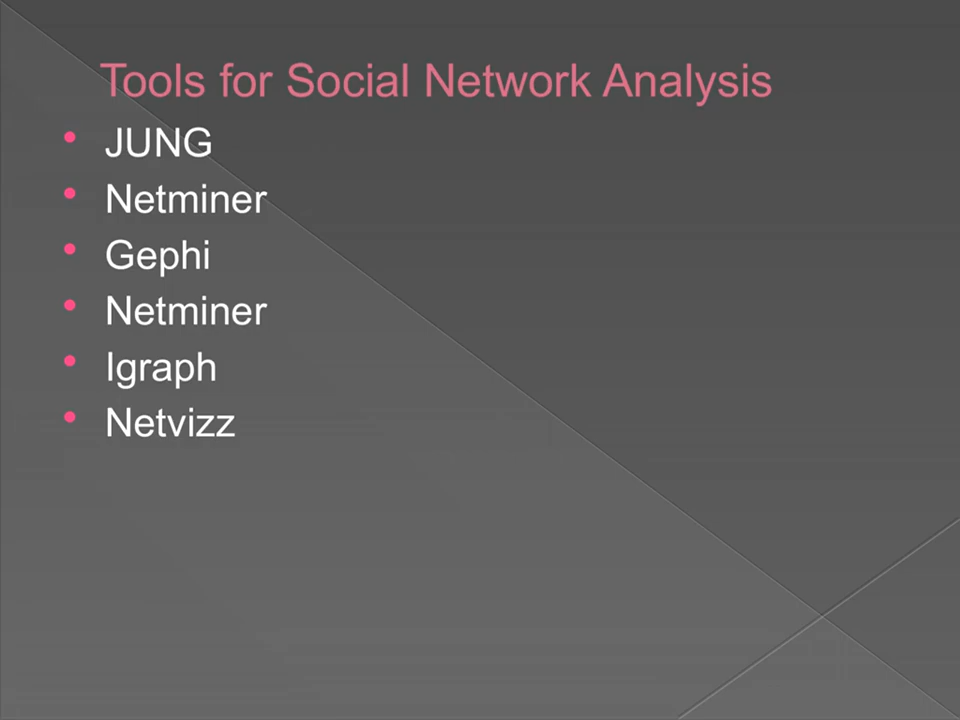 Tools for Social Network Analysis
• JUNG
• Netminer
• Gephi
• Netminer
• Igraph
• Netvizz